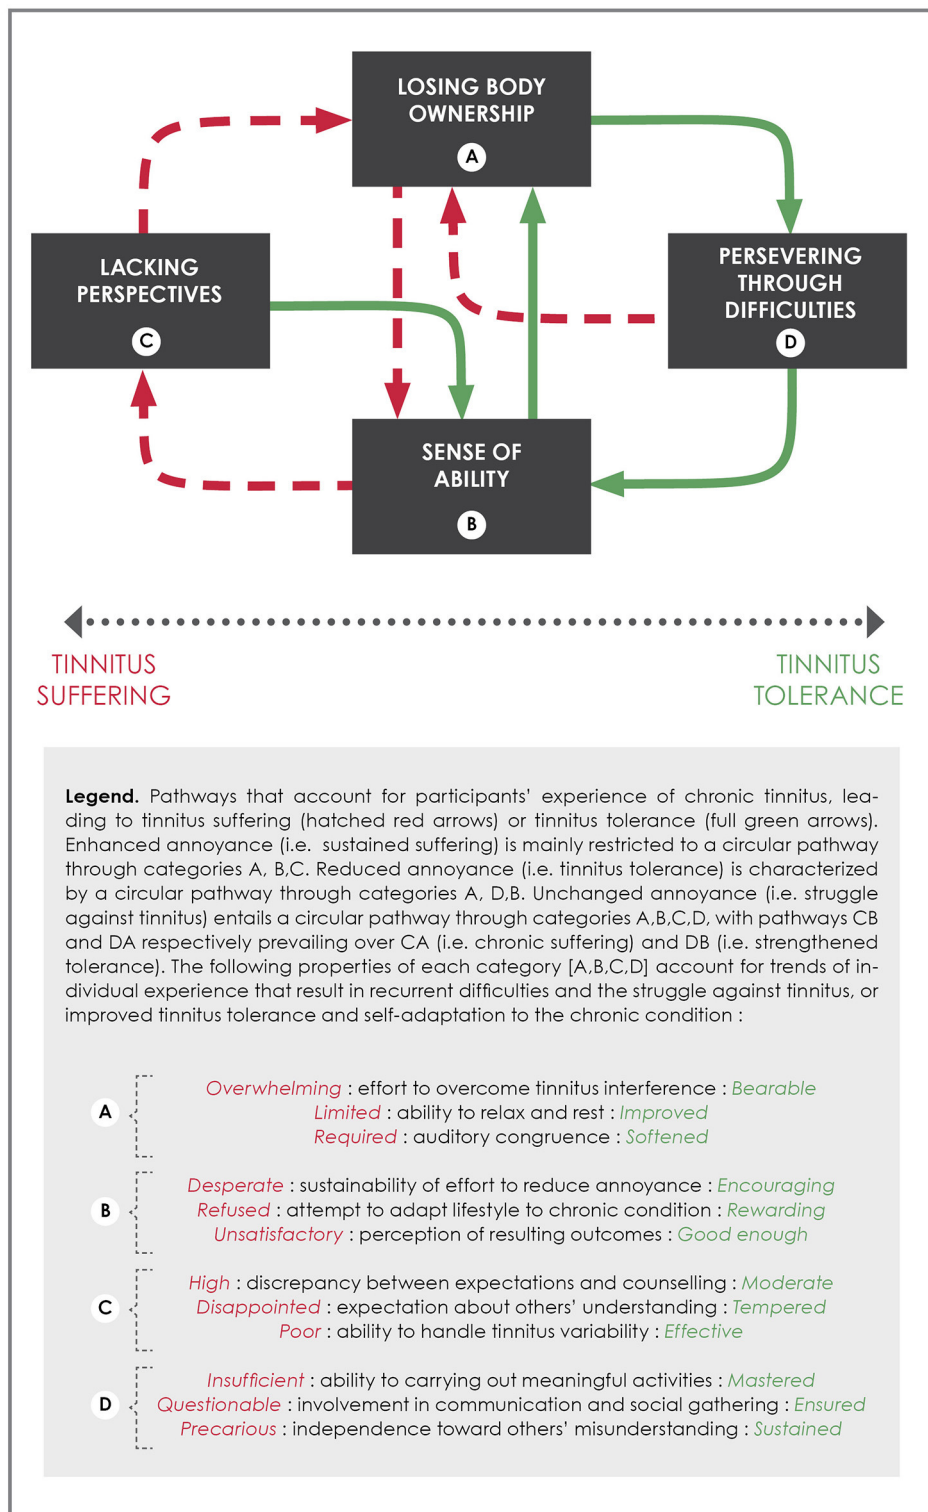 LOSING BODY
OWNERSHIP
A
LACKING
PERSPECTIVES
C
PERSEVERING
THROUGH
DIFFICULTIES
D
SENSE OF
ABILITY
B
TINNITUS
SUFFERING
TINNITUS
TOLERANCE
Legend. Pathways that account for participants’ experience of chronic tinnitus, lea-
ding to tinnitus suffering (hatched red arrows) or tinnitus tolerance (full green arrows).
Enhanced annoyance (i.e. sustained suffering) is mainly restricted to a circular pathway
through categories A, B,C. Reduced annoyance (i.e. tinnitus tolerance) is characterized
by a circular pathway through categories A, D,B. Unchanged annoyance (i.e. struggle
against tinnitus) entails a circular pathway through categories A,B,C,D, with pathways CB
and DA respectively prevailing over CA (i.e. chronic suffering) and DB (i.e. strengthened
tolerance). The following properties of each category [A,B,C,D] account for trends of in-
dividual experience that result in recurrent difficulties and the struggle against tinnitus, or
improved tinnitus tolerance and self-adaptation to the chronic condition :
A
Overwhelming : effort to overcome tinnitus interference : Bearable
Limited : ability to relax and rest : Improved
Required : auditory congruence : Softened
B
Desperate : sustainability of effort to reduce annoyance : Encouraging
Refused : attempt to adapt lifestyle to chronic condition : Rewarding
Unsatisfactory : perception of resulting outcomes : Good enough
C
High : discrepancy between expectations and counselling : Moderate
Disappointed : expectation about others’ understanding : Tempered
Poor : ability to handle tinnitus variability : Effective
D
Insufficient : ability to carrying out meaningful activities : Mastered
Questionable : involvement in communication and social gathering : Ensured
Precarious : independence toward others’ misunderstanding : Sustained